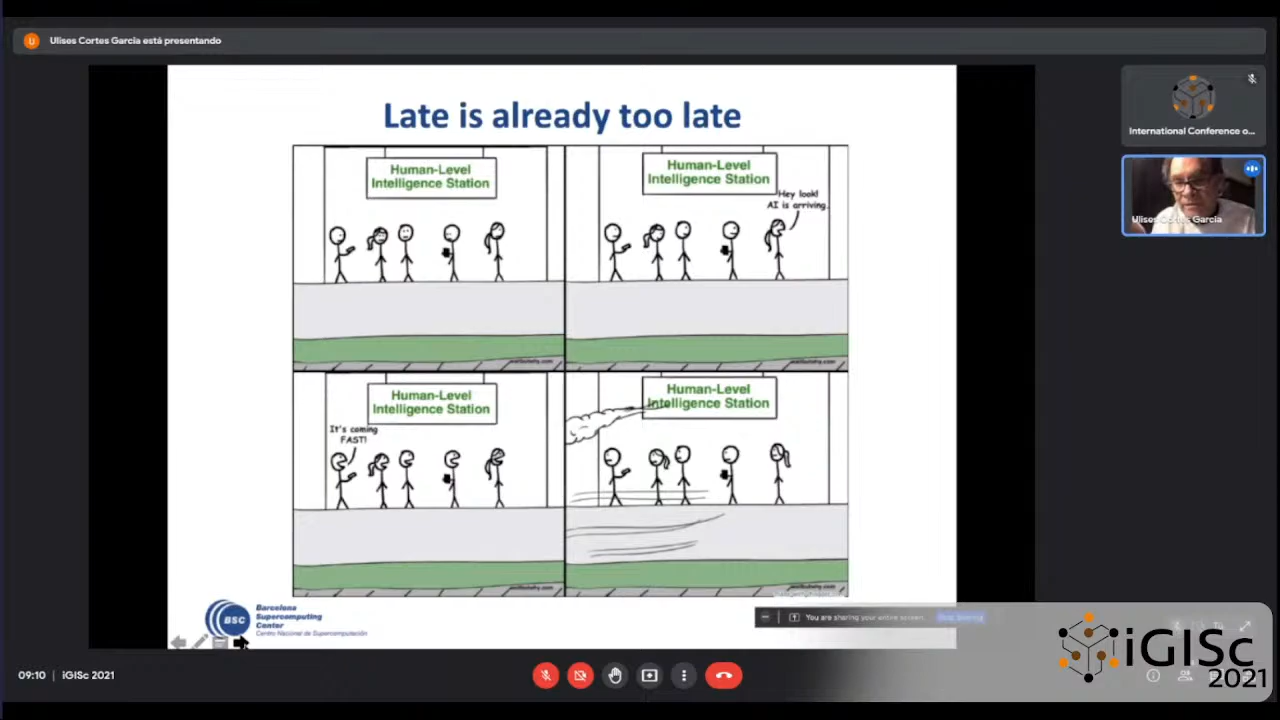 U
Ulises Cortes Garcia está presentando
Late is already too late
Human-Level
Intelligence Station
Human-Level
Intelligence Station
Hey look!
AI is arriving.
Human-Level
Intelligence Station
It's coming
FAST!
Human-Level
Intelligence Station
International Conference o...
Ulises Cortes Garcia
BSC
Barcelona
Supercomputing
Center
Centro Nacional de Supercomputación
You are sharing your entire screen.
09:10 | iGISc 2021
iGISc
2021